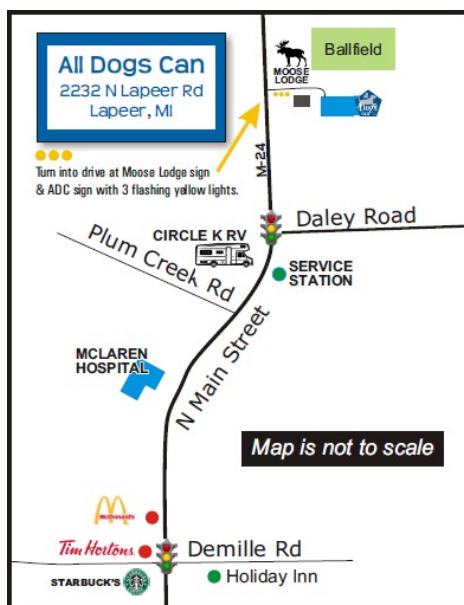 All Dogs Can
2232 N Lapeer Rd
Lapeer, MI
Turn into drive at Moose Lodge sign
& ADC sign with 3 flashing yellow lights.
MOOSE
LODGE
Ballfield
M-24
Daley Road
CIRCLE K RV
Plum Creek Rd
SERVICE
STATION
N Main Street
MCLAREN
HOSPITAL
Map is not to scale
McDonald's
Tim Hortons.
Demille Rd
STARBUCK'S
Holiday Inn